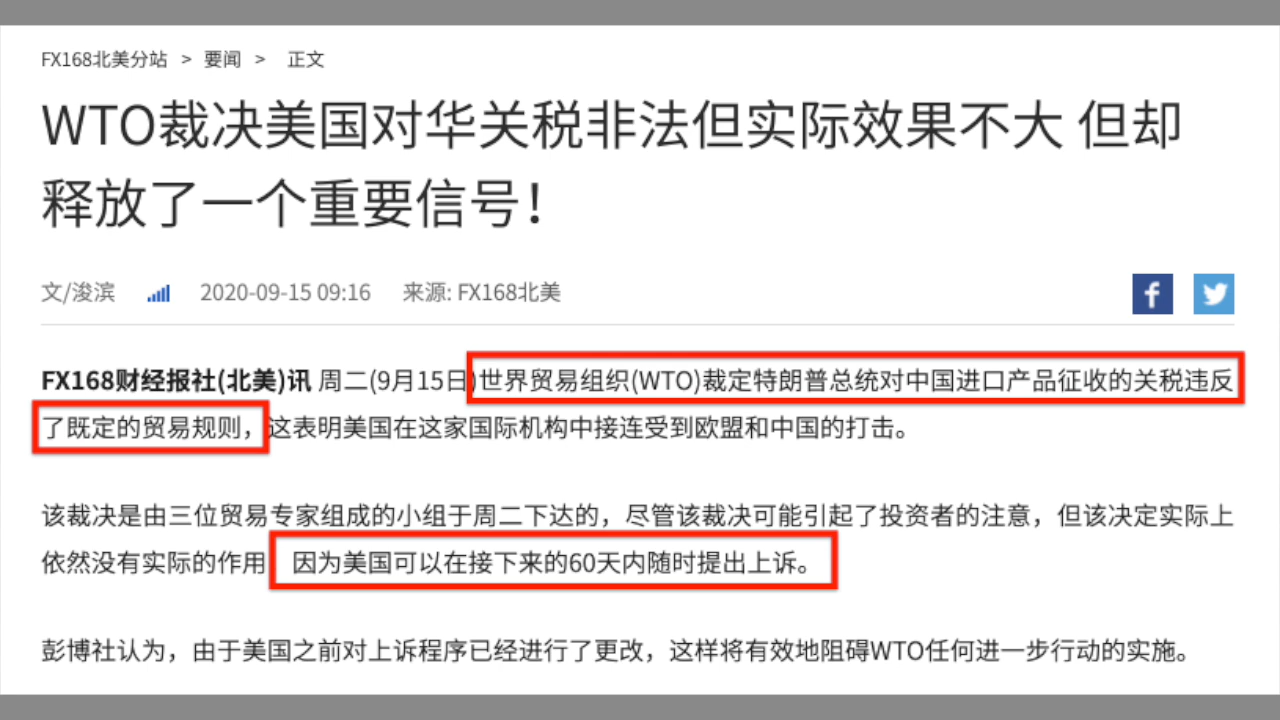 FX168北美分站 > 要闻 > 正文
WTO裁决美国对华关税非法但实际效果不大 但却
释放了一个重要信号！
文/浚滨 2020-09-15 09:16 来源: FX168北美
FX168财经报社(北美)讯 周二(9月15日)世界贸易组织(WTO)裁定特朗普总统对中国进口产品征收的关税违反
了既定的贸易规则，这表明美国在这家国际机构中接连受到欧盟和中国的打击。
该裁决是由三位贸易专家组成的小组于周二下达的，尽管该裁决可能引起了投资者的注意，但该决定实际上
依然没有实际的作用 因为美国可以在接下来的60天内随时提出上诉。
彭博社认为，由于美国之前对上诉程序已经进行了更改，这样将有效地阻碍WTO任何进一步行动的实施。